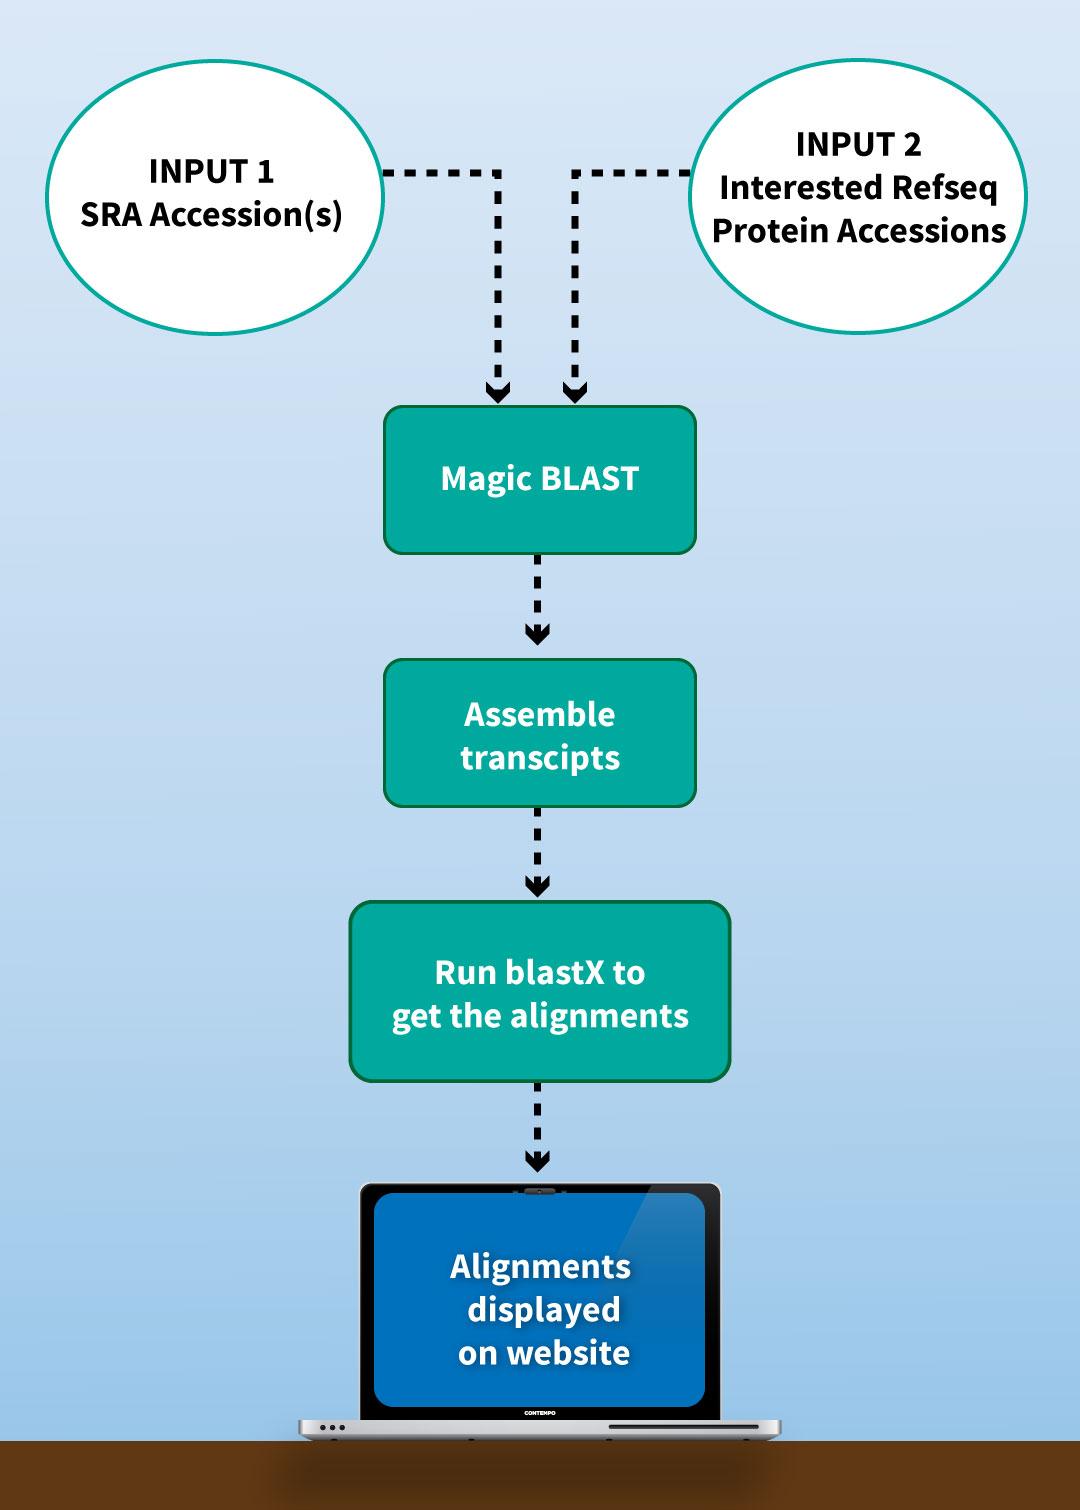 INPUT 1
SRA Accession(s)
INPUT 2
Interested Refseq
Protein Accessions
Magic BLAST
Assemble
transcipts
Run blastX to
get the alignments
Alignments
displayed
on website
CONTEMPO